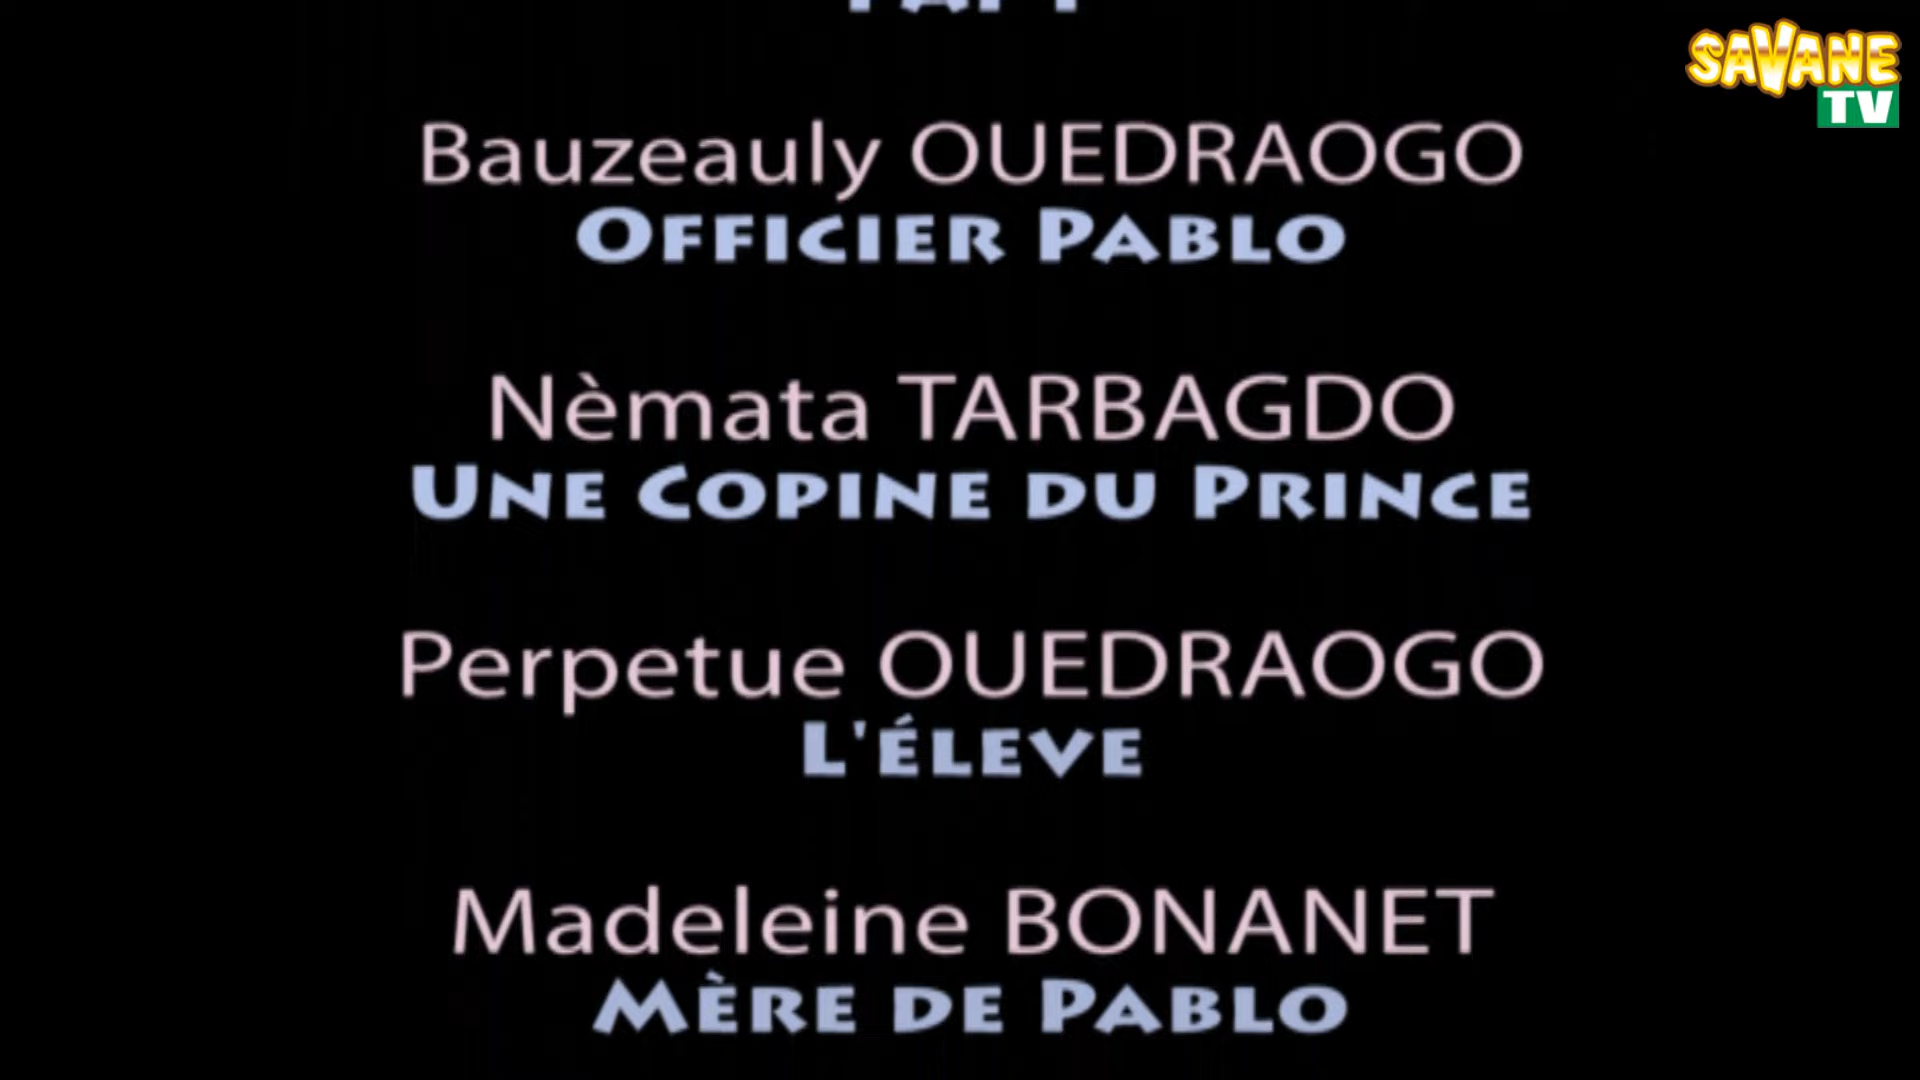 SAVANE
TV
Bauzeauly OUEDRAOGO
OFFICIER PABLO
Nèmata TARBAGDO
UNE COPINE DU PRINCE
Perpetue OUEDRAOGO
L'ÉLEVE
Madeleine BONANET
MÈRE DE PABLO